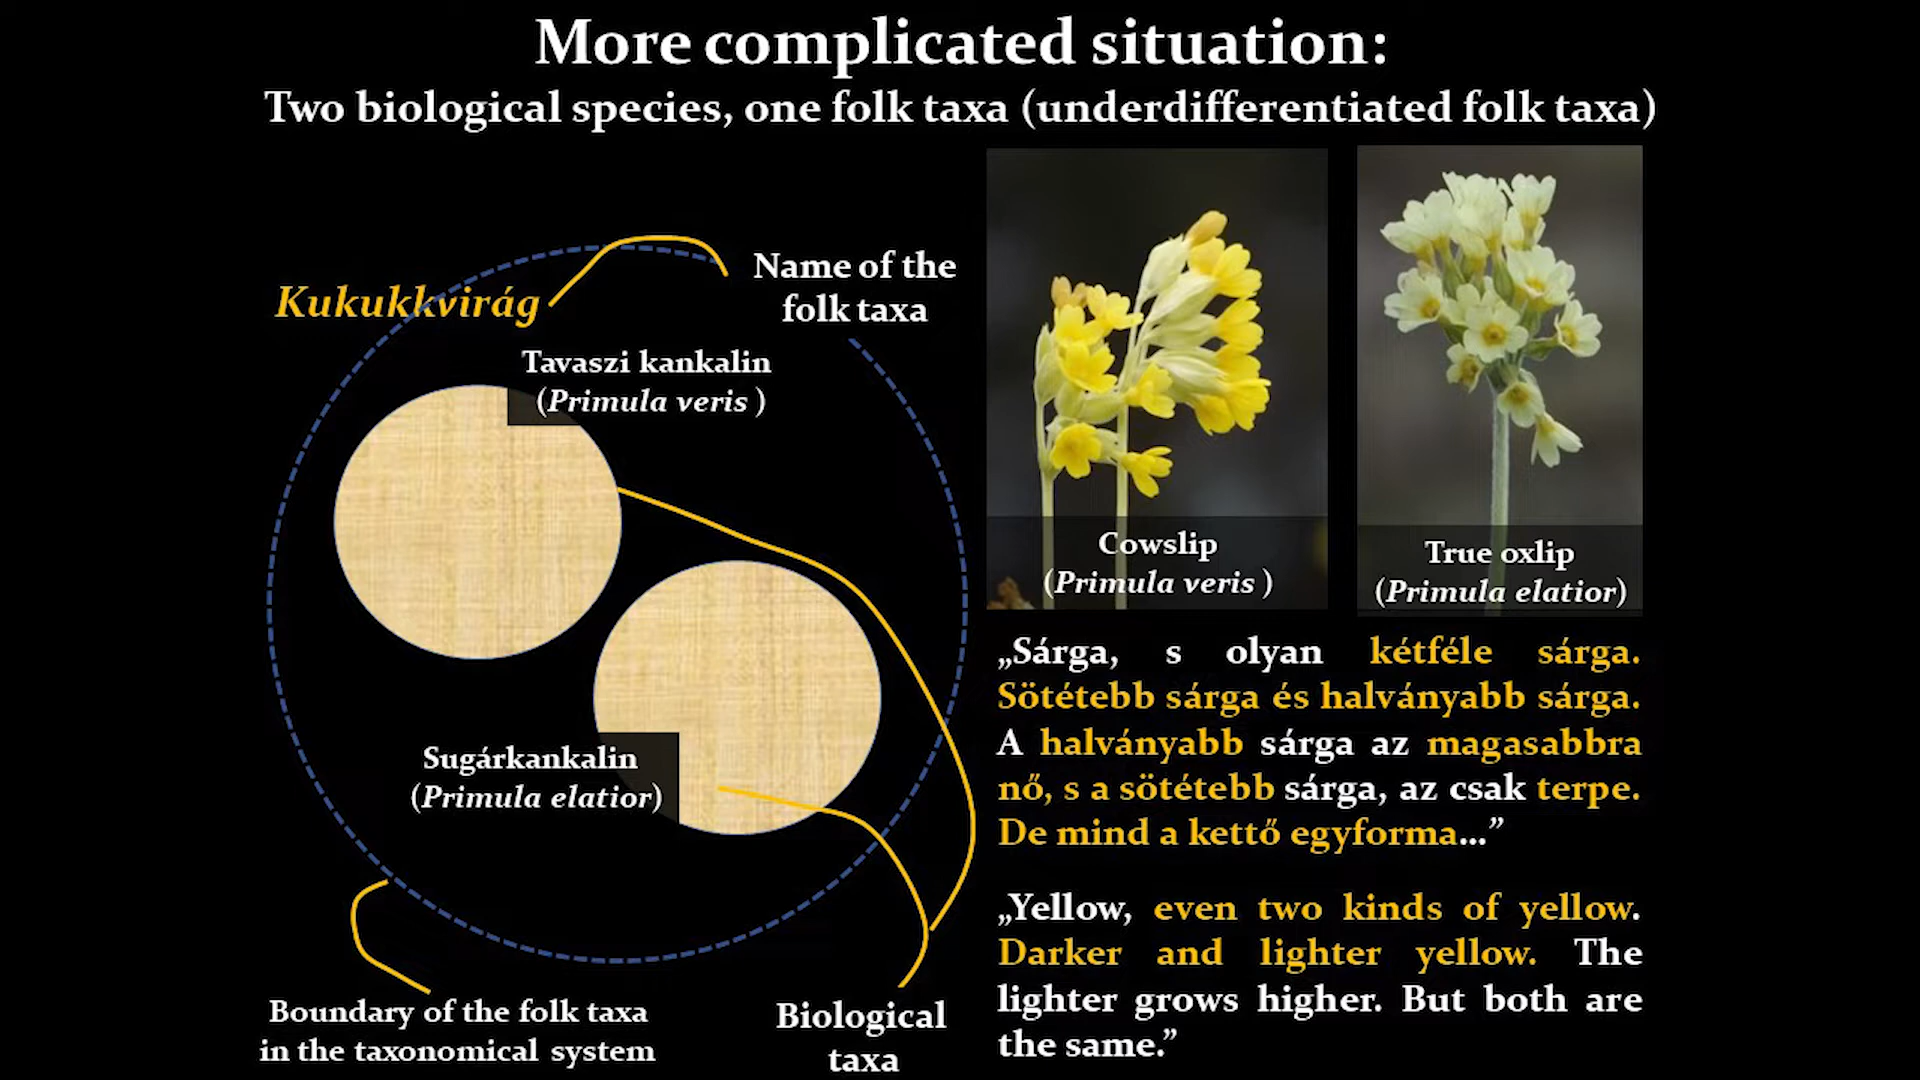 More complicated situation:
Two biological species, one folk taxa (underdifferentiated folk taxa)
Kukukkvirág
Name of the
folk taxa
Tavaszi kankalin
(Primula veris )
Sugárkankalin
(Primula elatior)
Boundary of the folk taxa
in the taxonomical system
Biological
taxa
Cowslip
(Primula veris )
True oxlip
(Primula elatior)
„Sárga, s olyan kétféle sárga.
Sötétebb sárga és halványabb sárga.
A halványabb sárga az magasabbra
nő, s a sötétebb sárga, az csak terpe.
De mind a kettő egyforma...”
„Yellow, even two kinds of yellow.
Darker and lighter yellow. The
lighter grows higher. But both are
the same.”